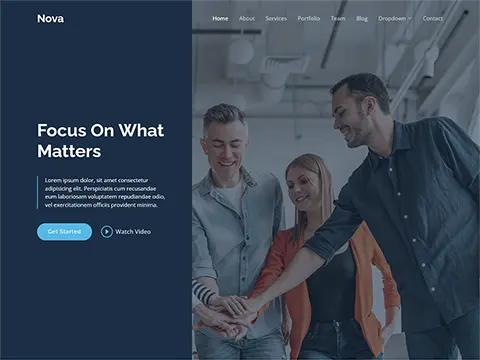 Nova
Home About Services Portfolio Team Blog Dropdown Contact
Focus On What
Matters
Lorem ipsum dolor, sit amet consectetur
adipisicing elit. Perspiciatis cum recusandae
eum laboriosam voluptatem repudiandae odio,
vel exercitationem officiis provident minima.
Get Started
Watch Video